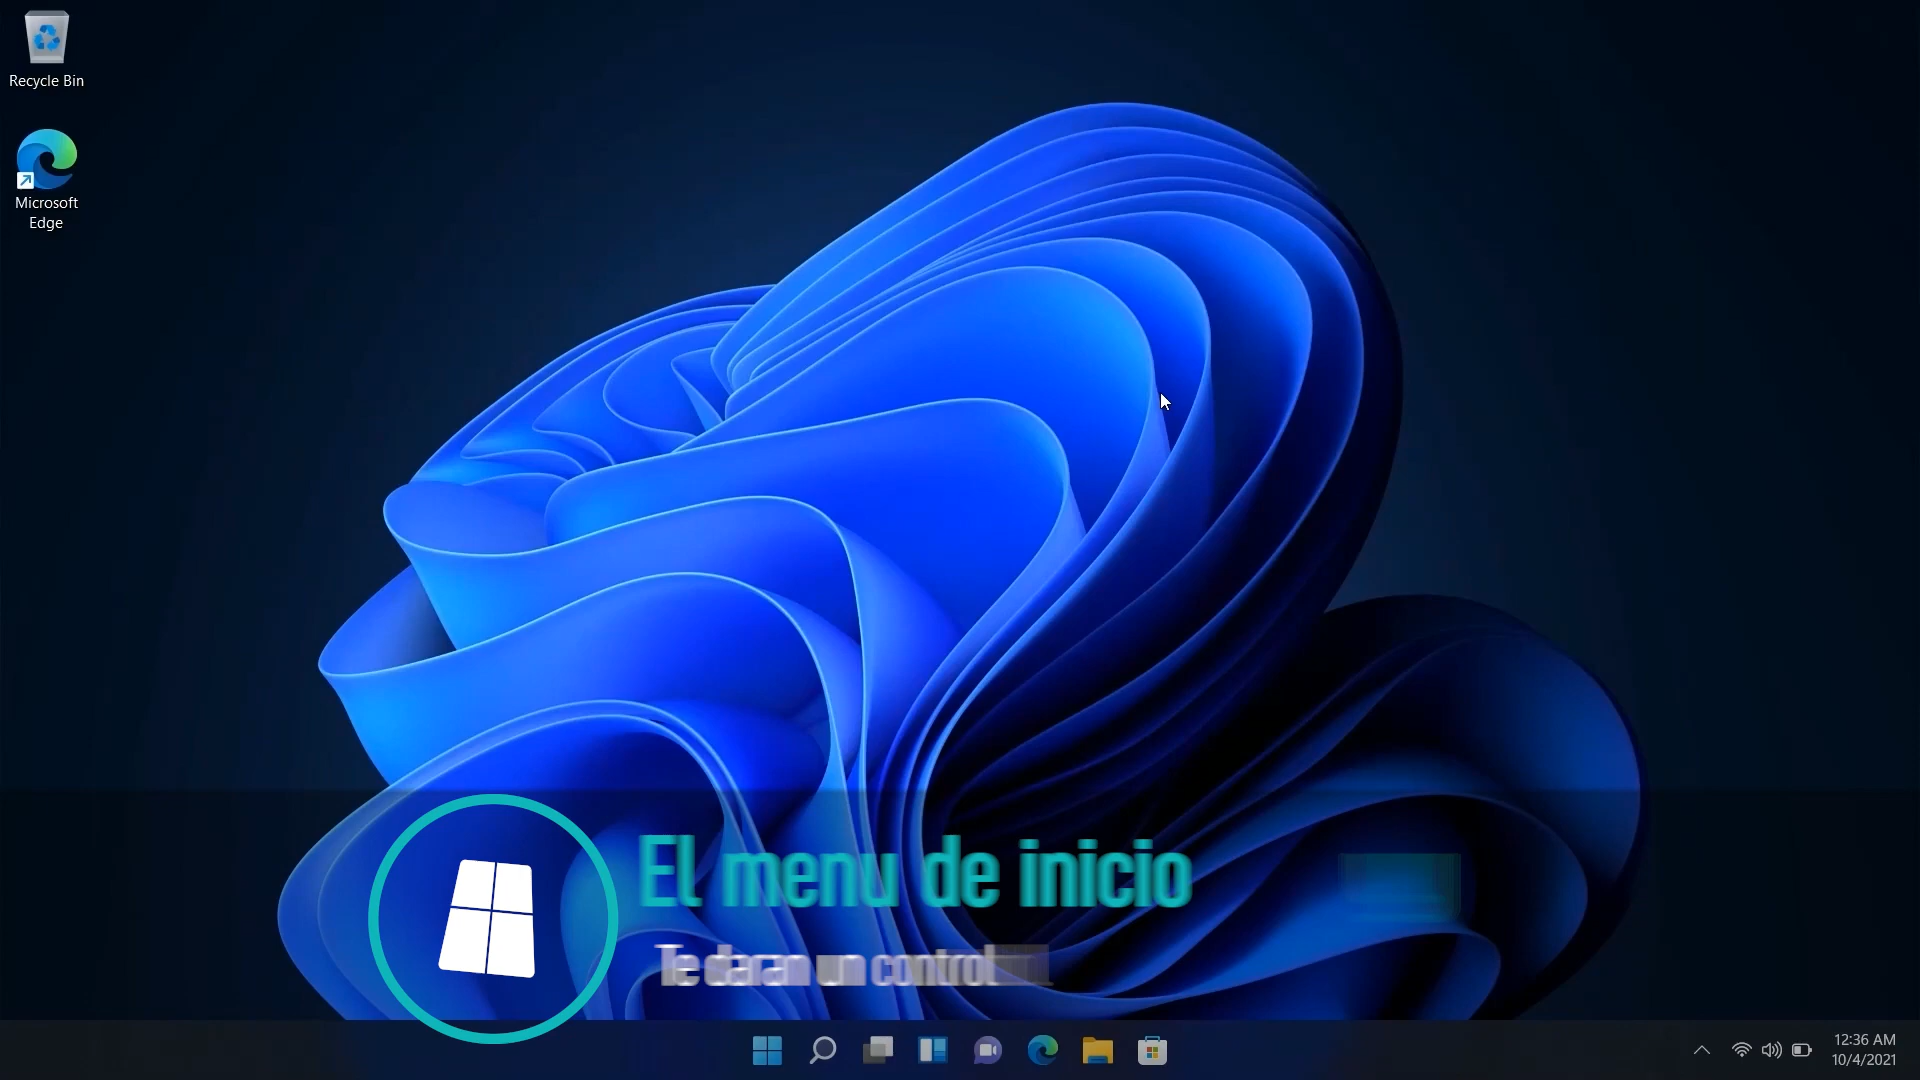 Recycle Bin
Microsoft
Edge
El menu de inicio
Te daran un control
12:36 AM
10/4/2021